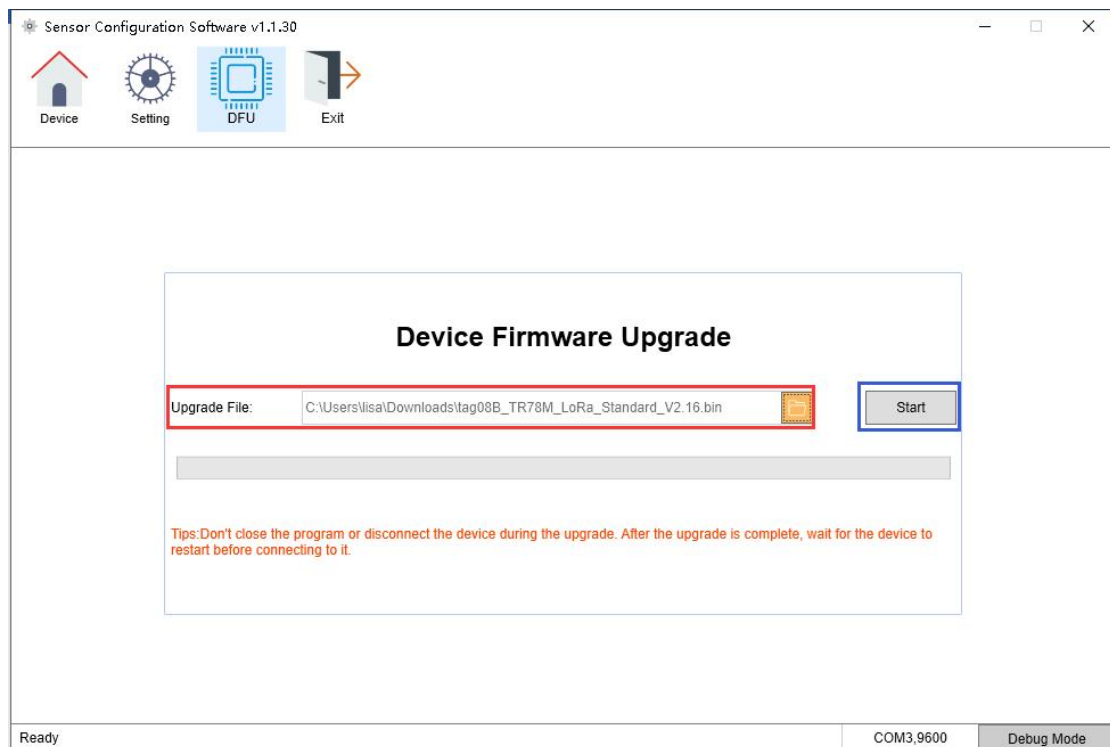 Sensor Configuration Software v1.1.30
Device
Setting
DFU
Exit
Device Firmware Upgrade
Upgrade File:
C:\Users\lisa\Downloads\tag08B_TR78M_LoRa_Standard_V2.16.bin
Start
Tips:Don't close the program or disconnect the device during the upgrade. After the upgrade is complete, wait for the device to
restart before connecting to it.
Ready
COM3,9600
Debug Mode